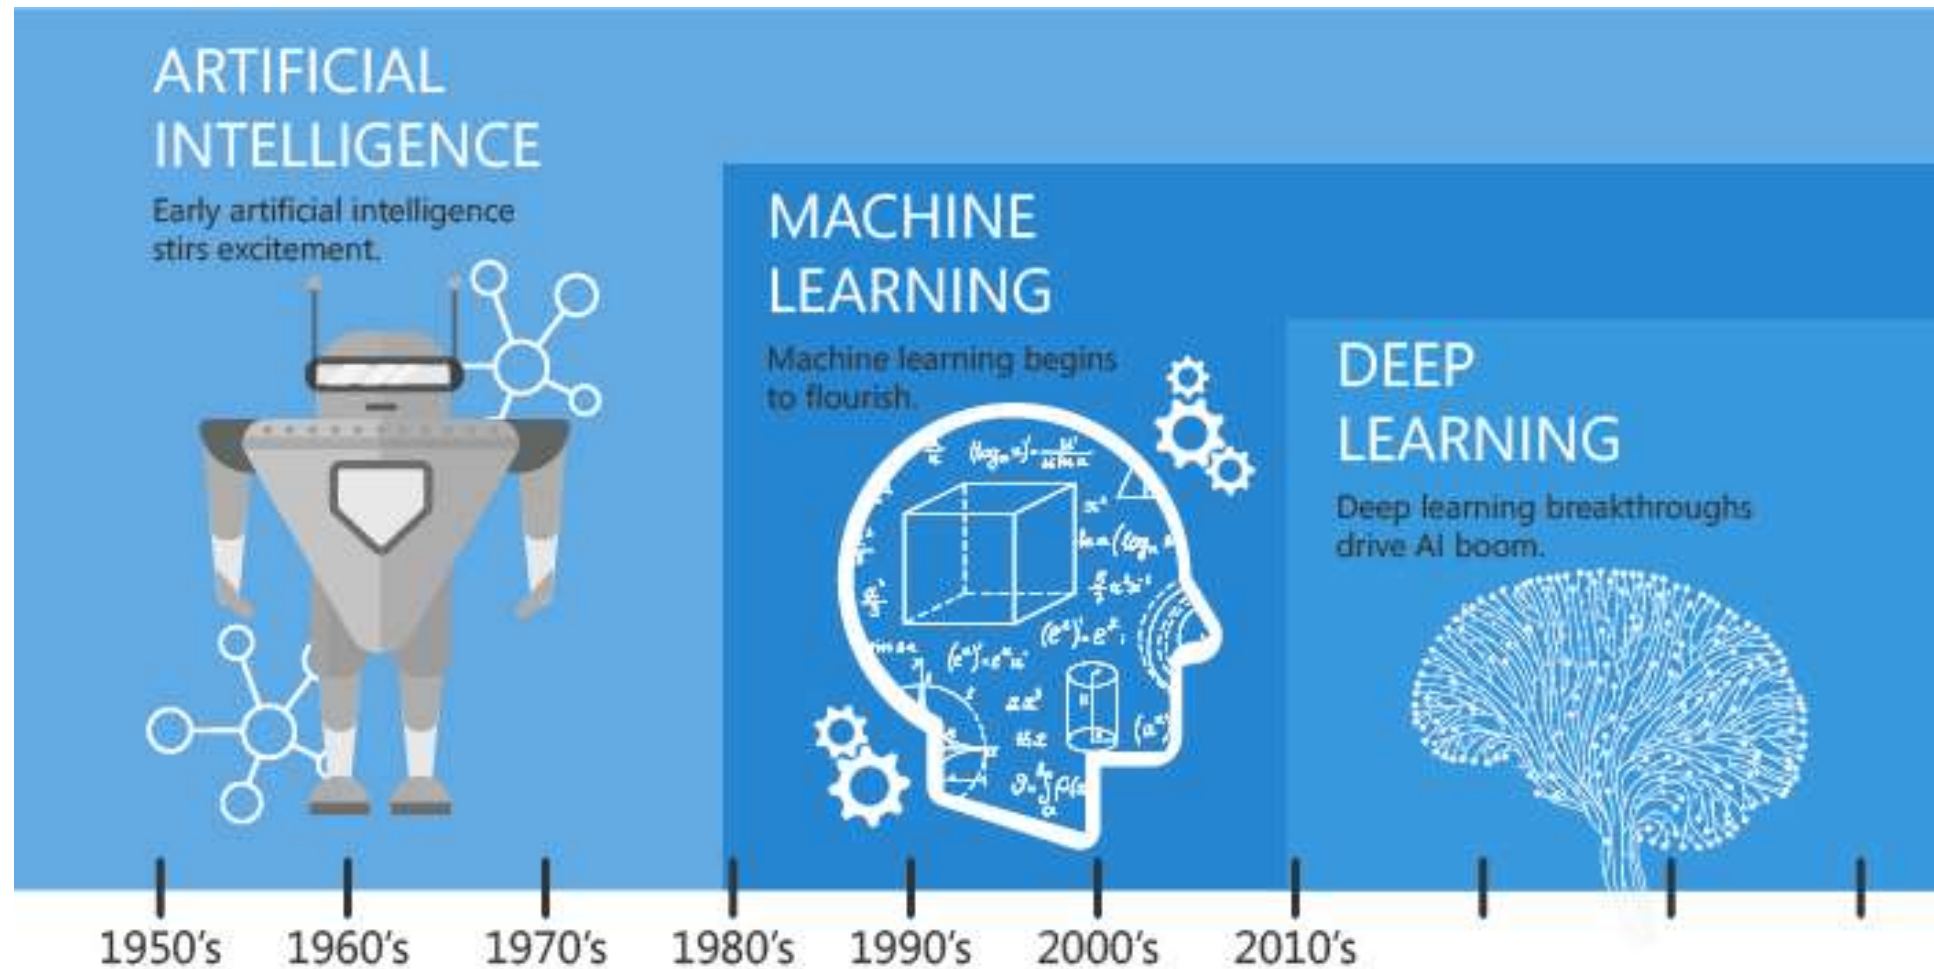 ARTIFICIAL
INTELLIGENCE
Early artificial intelligence
stirs excitement.
MACHINE
LEARNING
Machine learning begins
to flourish.
DEEP
LEARNING
Deep learning breakthroughs
drive AI boom.
1950's 1960's 1970's 1980's 1990's 2000's 2010's